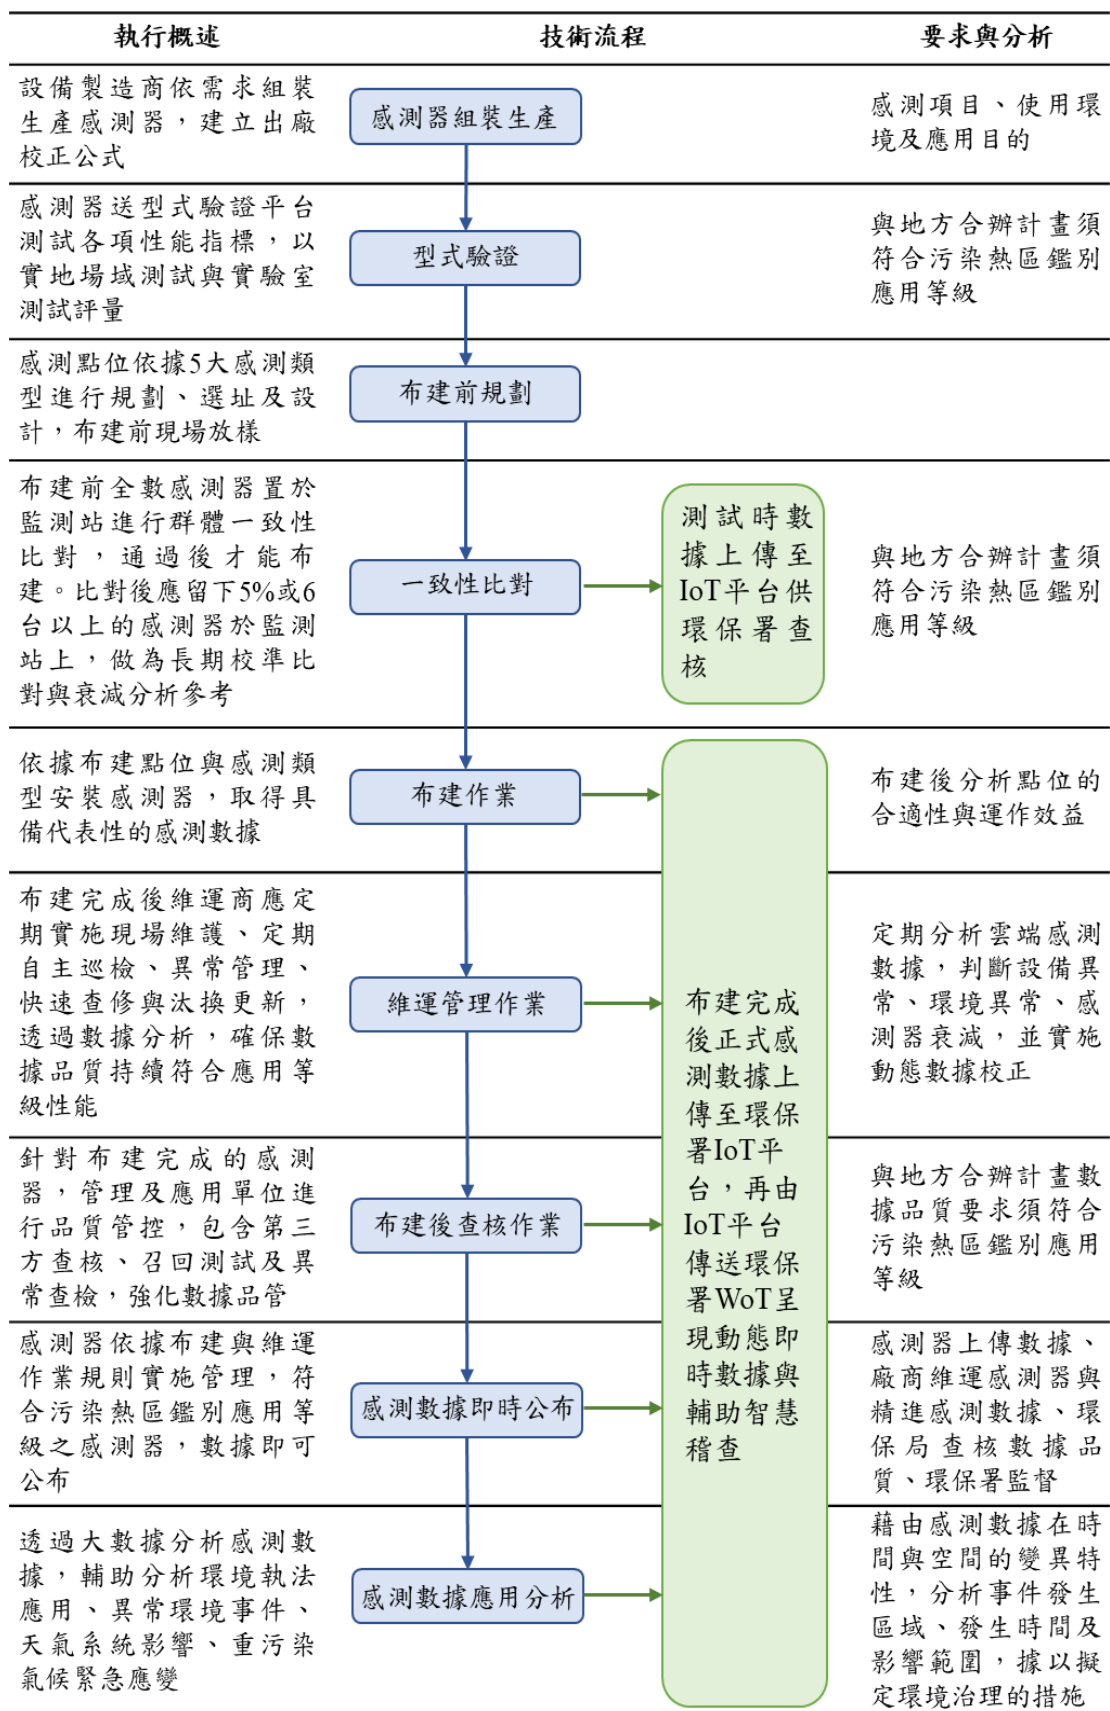 執行概述
技術流程
要求與分析
設備製造商依需求組裝
生產感測器，建立出廠
校正公式
感測器組裝生產
感測項目、使用環
境及應用目的
感測器送型式驗證平台
測試各項性能指標，以
實地場域測試與實驗室
測試評量
型式驗證
與地方合辦計畫須
符合污染熱區鑑別
應用等級
感測點位依據5大感測類
型進行規劃、選址及設
計，布建前現場放樣
布建前規劃
布建前全數感測器置於
監測站進行群體一致性
比對，通過後才能布
建。比對後應留下5%或6
台以上的感測器於監測
站上，做為長期校準比
對與衰減分析參考
一致性比對
測試時數
據上傳至
IoT平台供
環保署查
核
與地方合辦計畫須
符合污染熱區鑑別
應用等級
依據布建點位與感測類
型安裝感測器，取得具
備代表性的感測數據
布建作業
布建後分析點位的
合適性與運作效益
布建完成後維運商應定
期實施現場維護、定期
自主巡檢、異常管理、
快速查修與汰換更新，
透過數據分析，確保數
據品質持續符合應用等
級性能
維運管理作業
布建完成
後正式感
測數據上
傳至環保
署IoT平
台，再由
IoT平台
傳送環保
署WoT呈
現動態即
時數據與
輔助智慧
稽查
定期分析雲端感測
數據，判斷設備異
常、環境異常、感
測器衰減，並實施
動態數據校正
針對布建完成的感測
器，管理及應用單位進
行品質管控，包含第三
方查核、召回測試及異
常查檢，強化數據品管
布建後查核作業
與地方合辦計畫數
據品質要求須符合
污染熱區鑑別應用
等級
感測器依據布建與維運
作業規則實施管理，符
合污染熱區鑑別應用等
級之感測器，數據即可
公布
感測數據即時公布
感測器上傳數據、
廠商維運感測器與
精進感測數據、環
保局查核數據品
質、環保署監督
透過大數據分析感測數
據，輔助分析環境執法
應用、異常環境事件、
天氣系統影響、重污染
氣候緊急應變
感測數據應用分析
藉由感測數據在時
間與空間的變異特
性，分析事件發生
區域、發生時間及
影響範圍，據以擬
定環境治理的措施